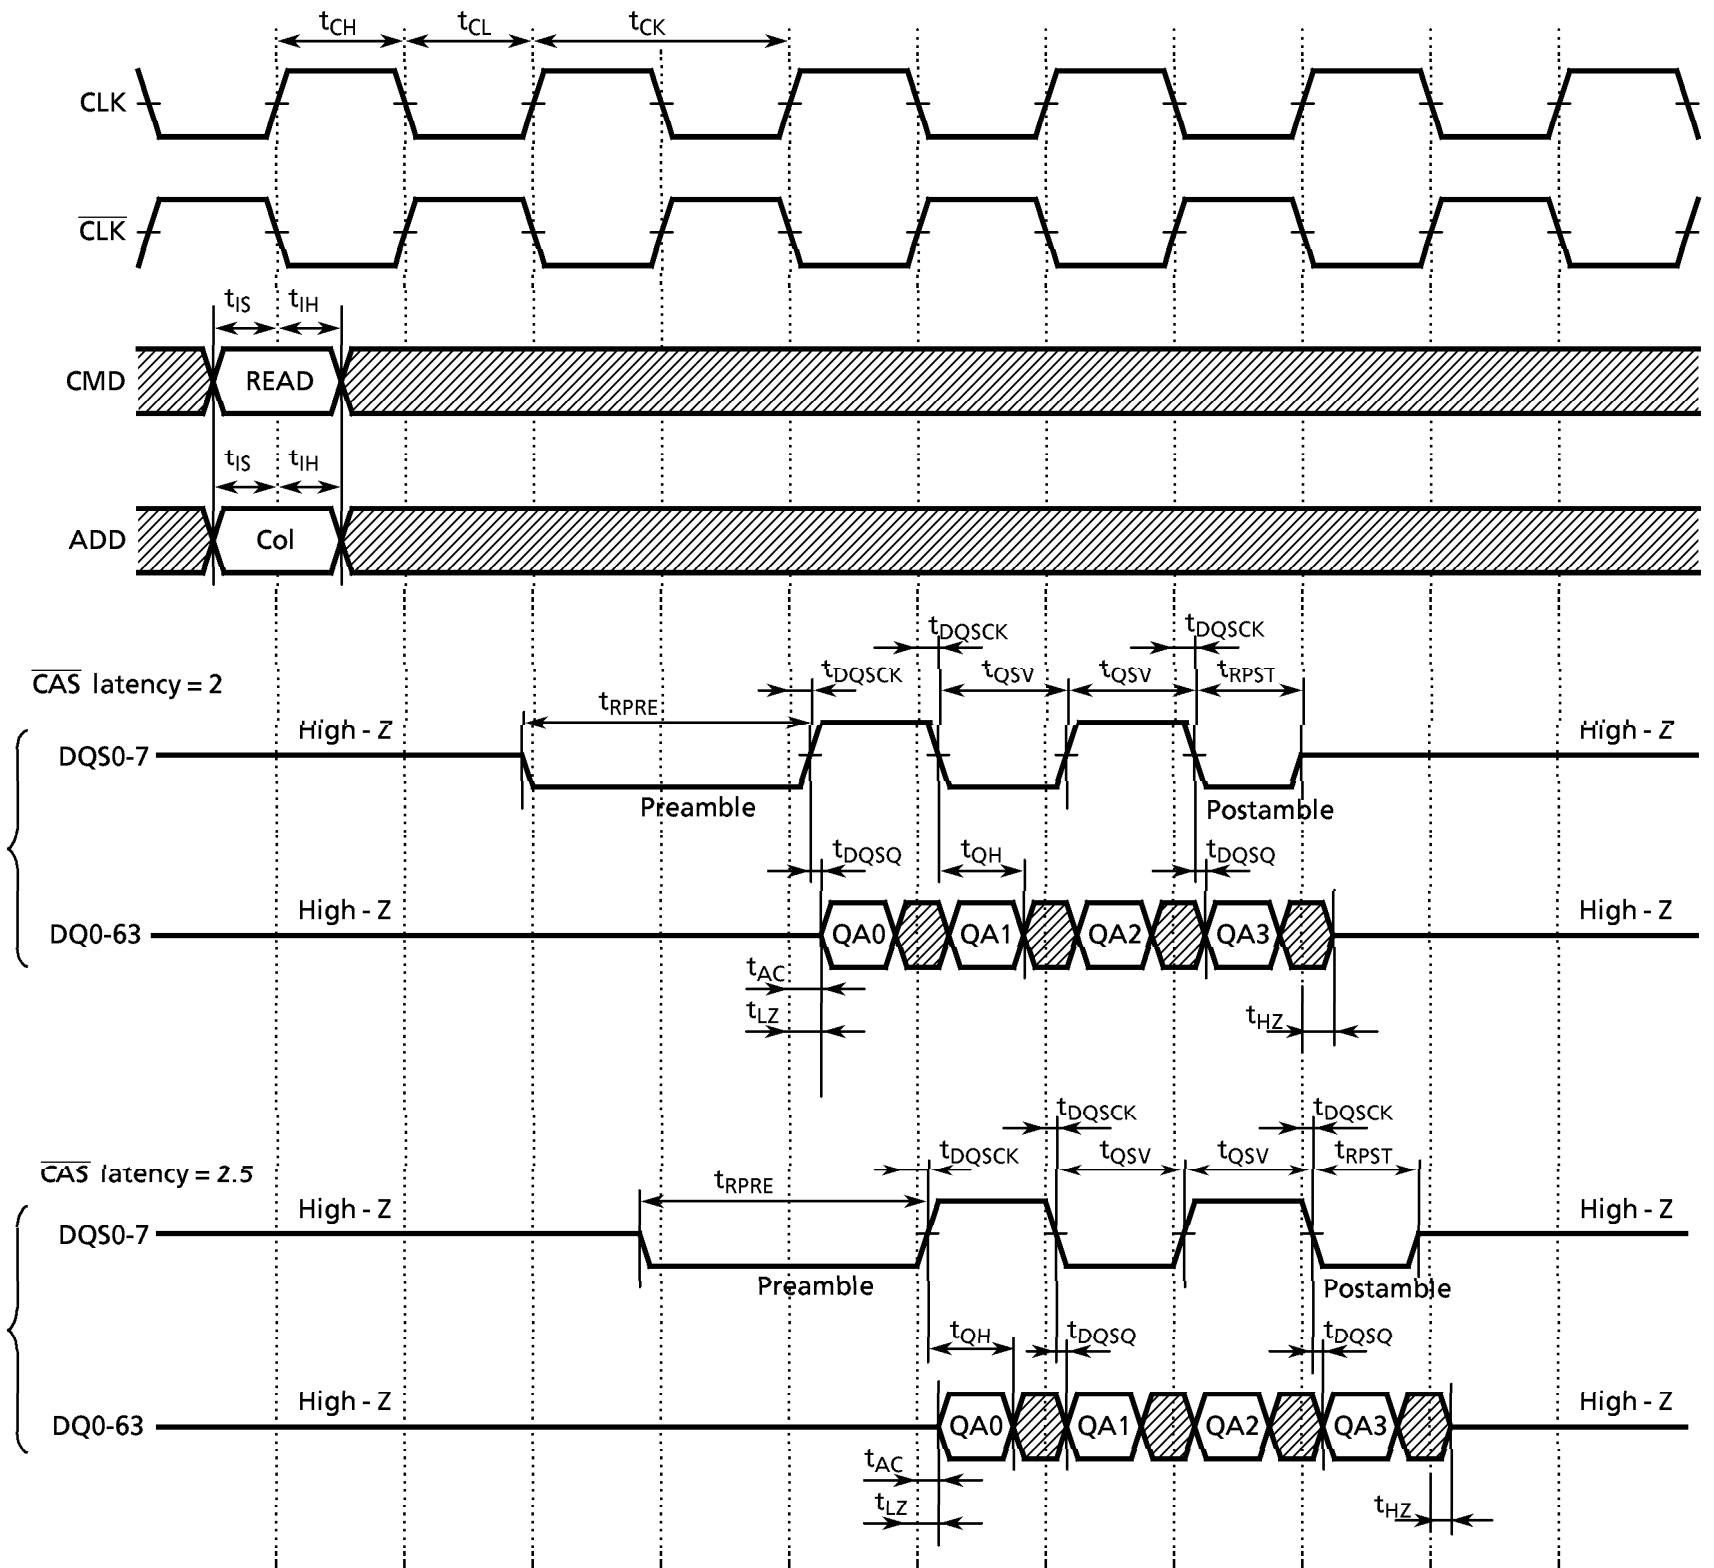 tCH tCL tCK
CLK
CLK
tIS tIH
CMD READ
tIS tIH
ADD Col
tDQSCK tDQSCK
CAS latency = 2 tDQSCK tQSV tQSV tRPST
tRPRE
High - Z High - Z
DQS0-7
Preamble Postamble
tDQSQ tQH tDQSQ
High - Z High - Z
DQ0-63 QA0 QA1 QA2 QA3
tAC
tLZ tHZ
tDQSCK tDQSCK
CAS latency = 2.5 tDQSCK tQSV tQSV tRPST
tRPRE
High - Z High - Z
DQS0-7
Preamble Postamble
tQH tDQSQ tDQSQ
High - Z High - Z
DQ0-63 QA0 QA1 QA2 QA3
tAC
tLZ tHZ